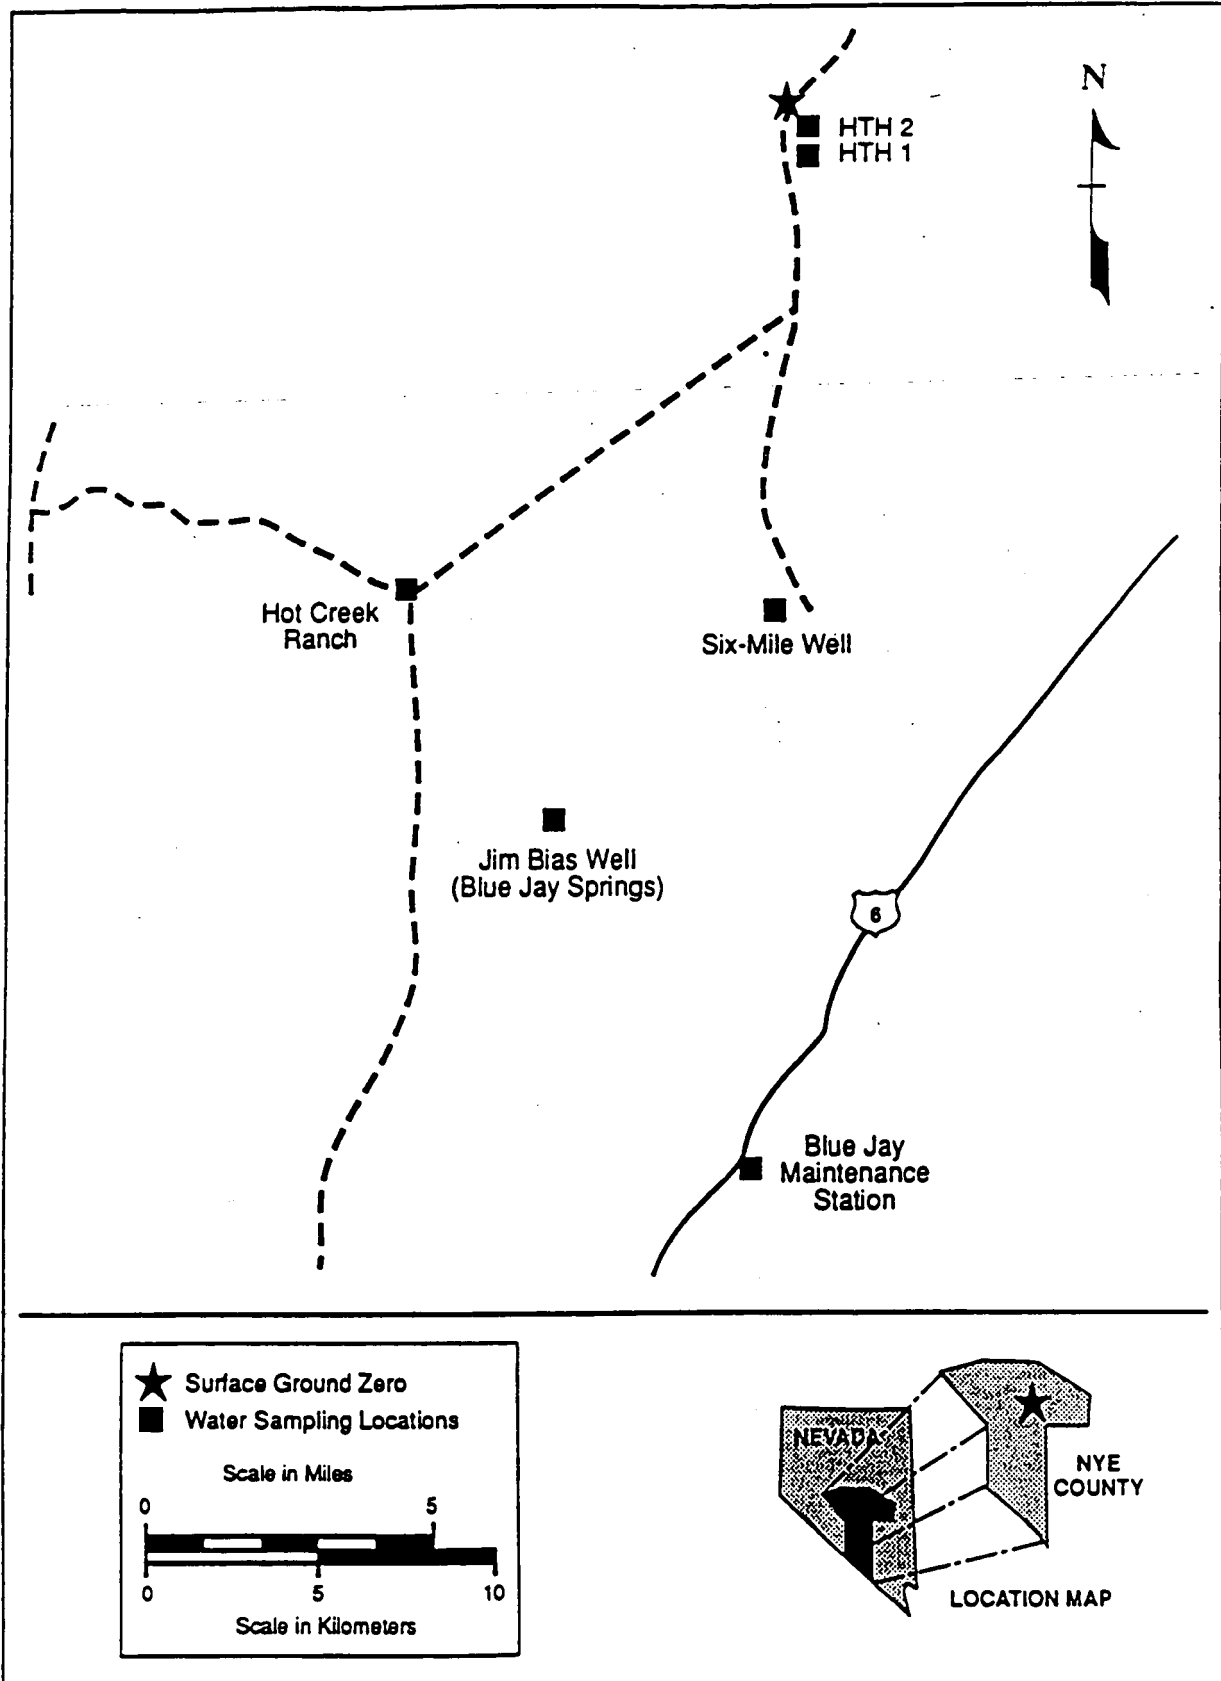 N
HTH 2
HTH 1
Hot Creek
Ranch
Six-Mile Well
Jim Bias Well
(Blue Jay Springs)
6
Blue Jay
Maintenance
Station
Surface Ground Zero
Water Sampling Locations
Scale in Miles
0 5
0 5 10
Scale in Kilometers
NEVADA
NYE
COUNTY
LOCATION MAP